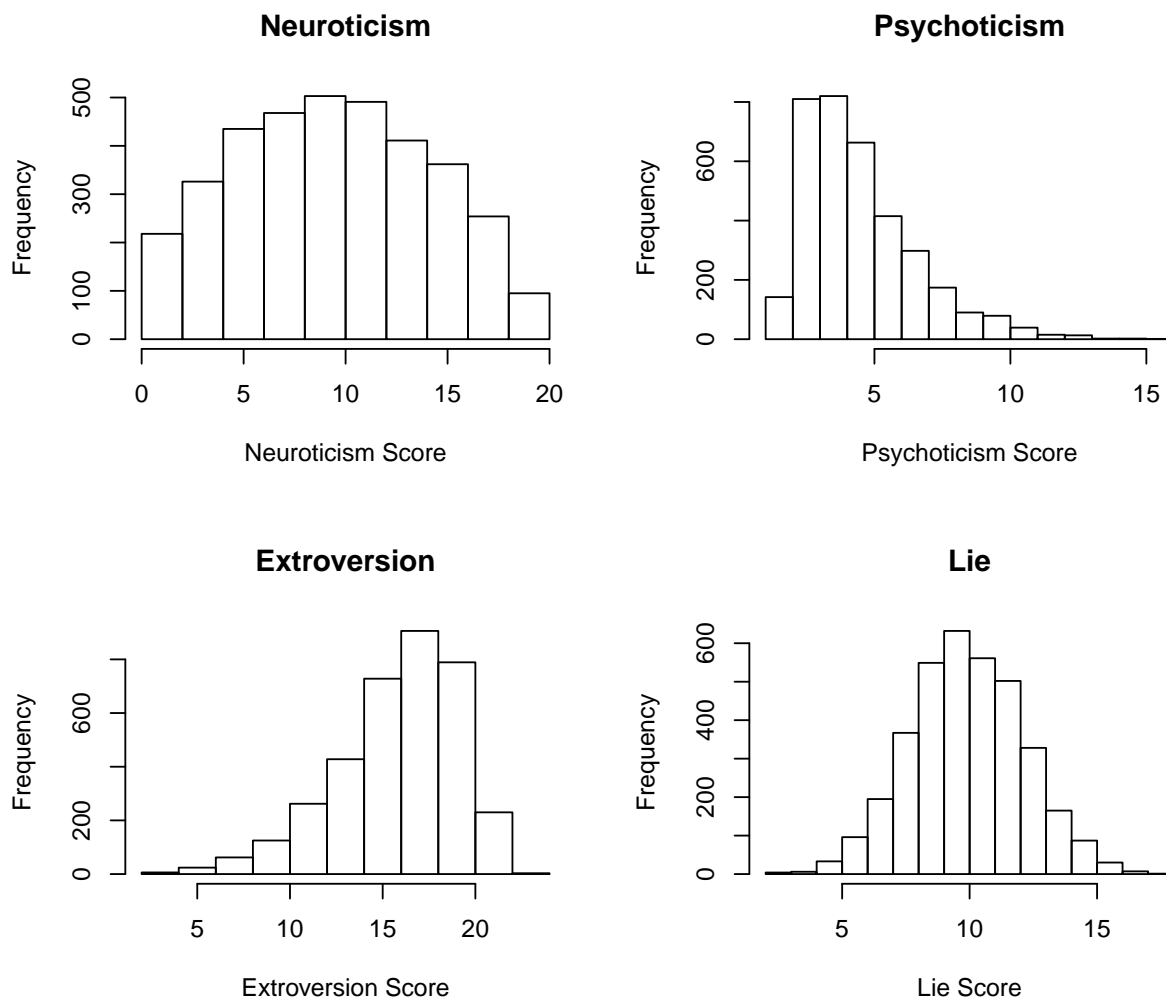 Neuroticism
Frequency
500
300
100
0
0 5 10 15 20
Neuroticism Score
Psychoticism
Frequency
600
200
0
5 10 15
Psychoticism Score
Extroversion
Frequency
600
200
0
5 10 15 20
Extroversion Score
Lie
Frequency
600
400
200
0
5 10 15
Lie Score